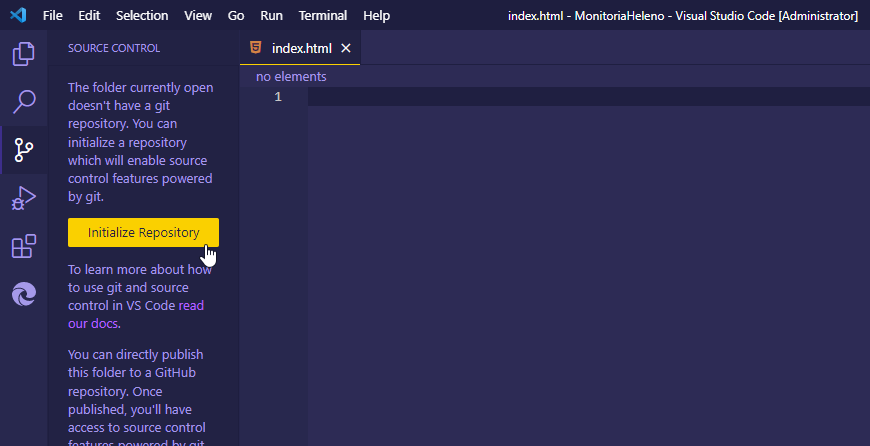 File Edit Selection View Go Run Terminal Help index.html - MonitoriaHeleno - Visual Studio Code [Administrator]
SOURCE CONTROL
index.html
no elements
1
The folder currently open
doesn't have a git
repository. You can
initialize a repository
which will enable source
control features powered
by git.
Initialize Repository
To learn more about how
to use git and source
control in VS Code read
our docs.
You can directly publish
this folder to a GitHub
repository. Once
published, you'll have
access to source control
features powered by git